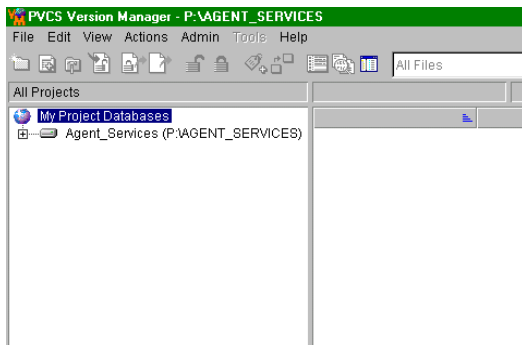 PVCS Version Manager - P:\AGENT_SERVICES
File Edit View Actions Admin Tools Help
All Files
All Projects
My Project Databases
Agent_Services (P:\AGENT_SERVICES)